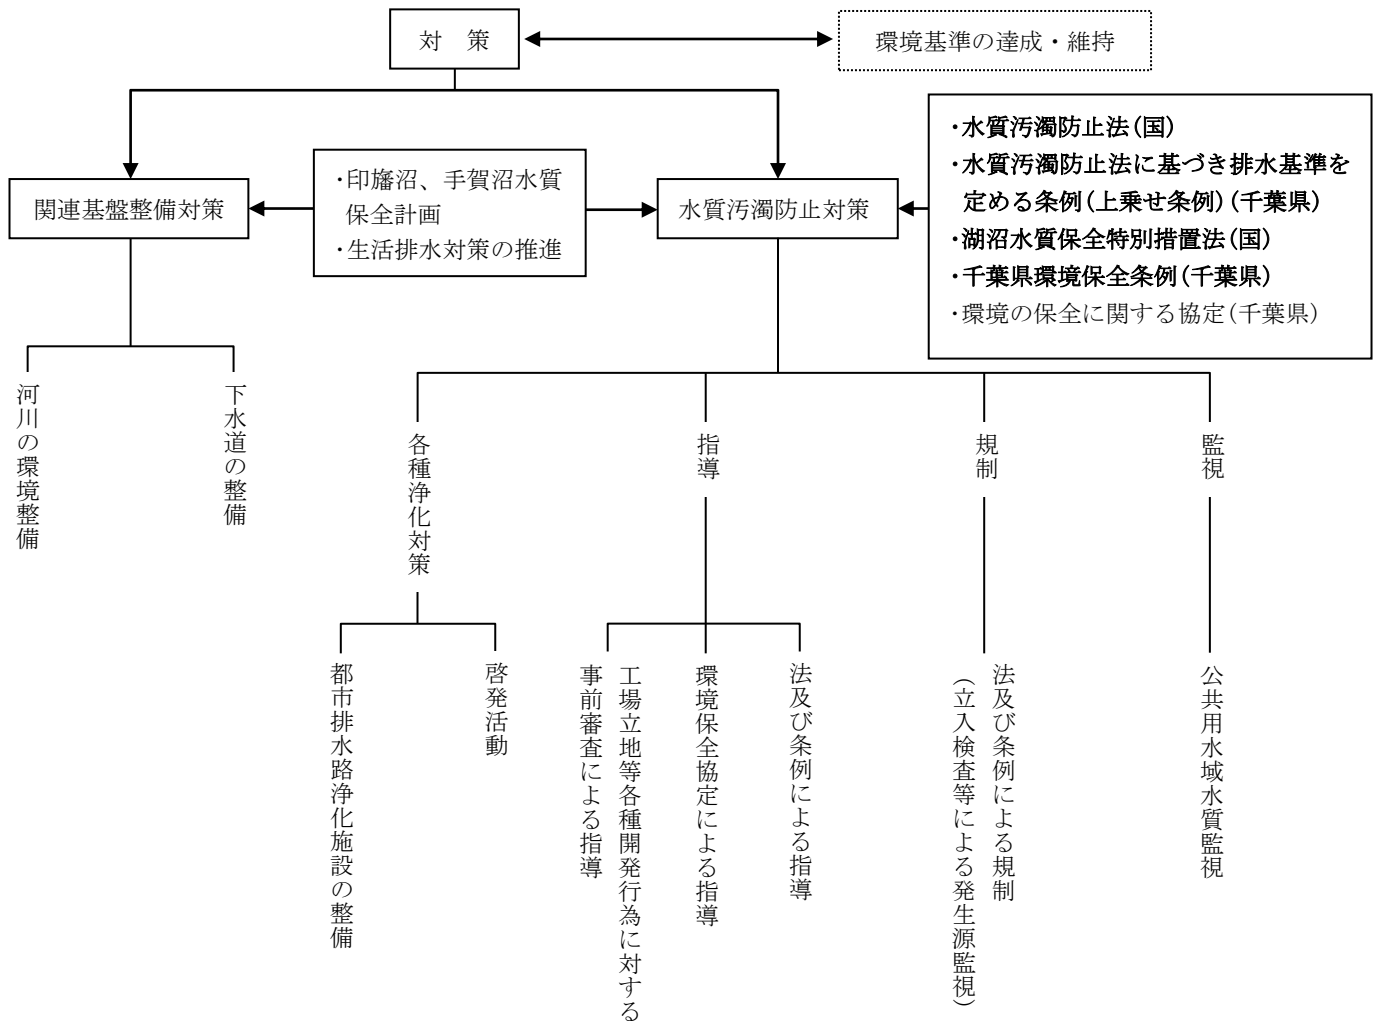 対　策
環境基準の達成・維持
関連基盤整備対策
・印旛沼、手賀沼水質
保全計画
・生活排水対策の推進
水質汚濁防止対策
・水質汚濁防止法(国)
・水質汚濁防止法に基づき排水基準を
定める条例(上乗せ条例)(千葉県)
・湖沼水質保全特別措置法(国)
・千葉県環境保全条例(千葉県)
・環境の保全に関する協定(千葉県)
河川の環境整備
下水道の整備
各種浄化対策
指導
規制
監視
都市排水路浄化施設の整備
啓発活動
工場立地等各種開発行為に対する
事前審査による指導
環境保全協定による指導
法及び条例による指導
法及び条例による規制
(立入検査等による発生源監視)
公共用水域水質監視